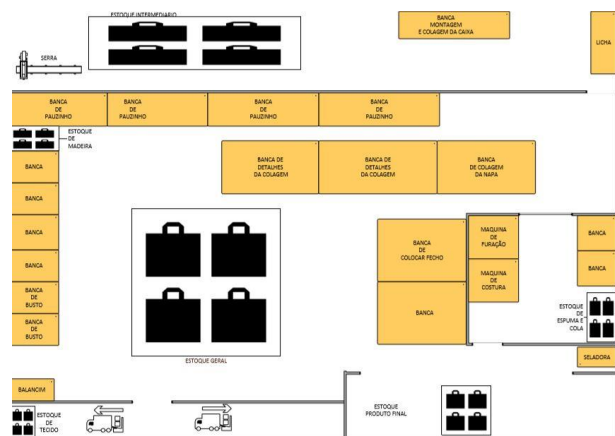 ESTOQUE INTERMEDIARIO
BANCA
MONTAGEM
E COLAGEM DA CAIXA
LICHA
SERRA
BANCA
DE
PAUZINHO
BANCA
DE
PAUZINHO
BANCA
DE
PAUZINHO
BANCA
DE
PAUZINHO
ESTOQUE
DE
MADEIRA
BANCA
BANCA
BANCA
BANCA
BANCA
DE
BUSTO
BANCA
DE
BUSTO
BANCA DE
DETALHES
DA COLAGEM
BANCA DE
DETALHES
DA COLAGEM
BANCA
DE COLAGEM
DA NAPA
BANCA
DE
COLOCAR FECHO
MAQUINA
DE
FURAÇÃO
BANCA
BANCA
MAQUINA
DE
COSTURA
BANCA
ESTOQUE
DE
ESPUMA E
COLA
ESTOQUE GERAL
SELADORA
BALANCIM
ESTOQUE
DE
TECIDO
ESTOQUE
PRODUTO FINAL